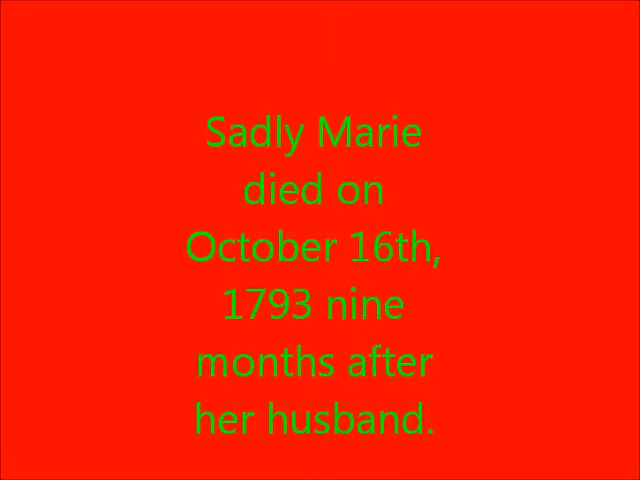 Sadly Marie
died on
October 16th,
1793 nine
months after
her husband.